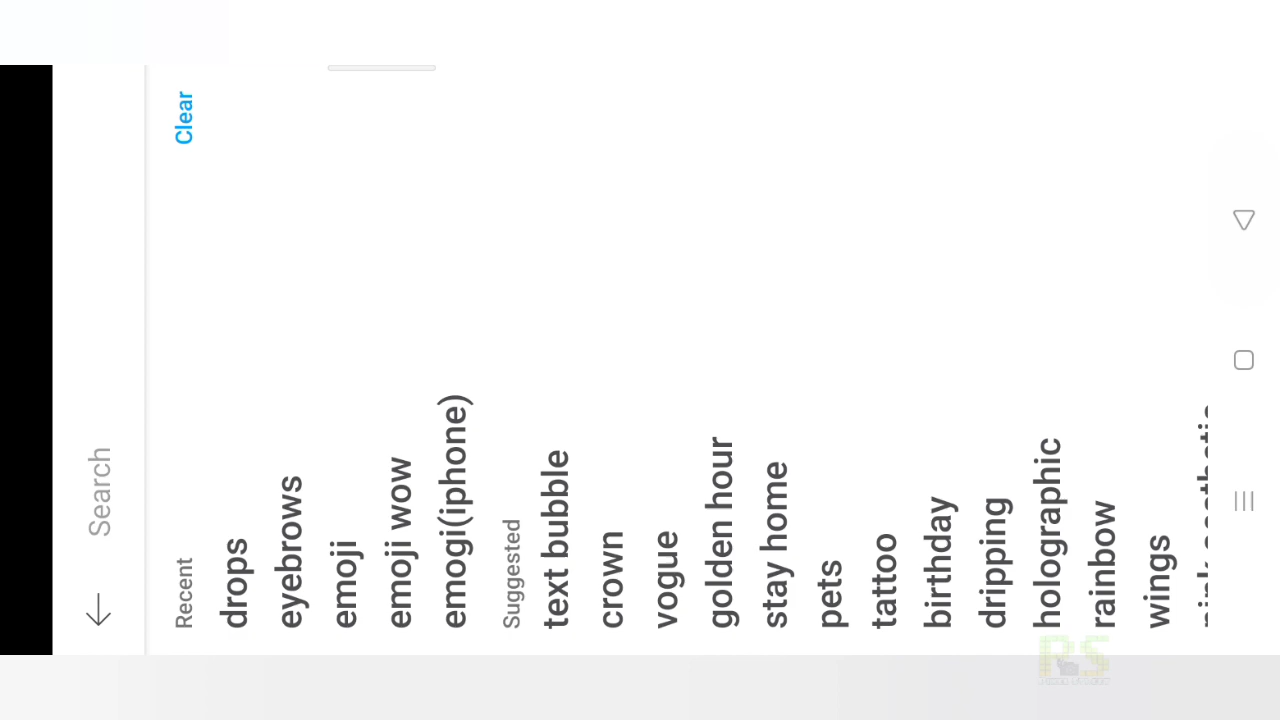 Search
Recent
Clear
drops
eyebrows
emoji
emoji wow
emogi(iphone)
Suggested
text bubble
crown
vogue
golden hour
stay home
pets
tattoo
birthday
dripping
holographic
rainbow
wings
RS